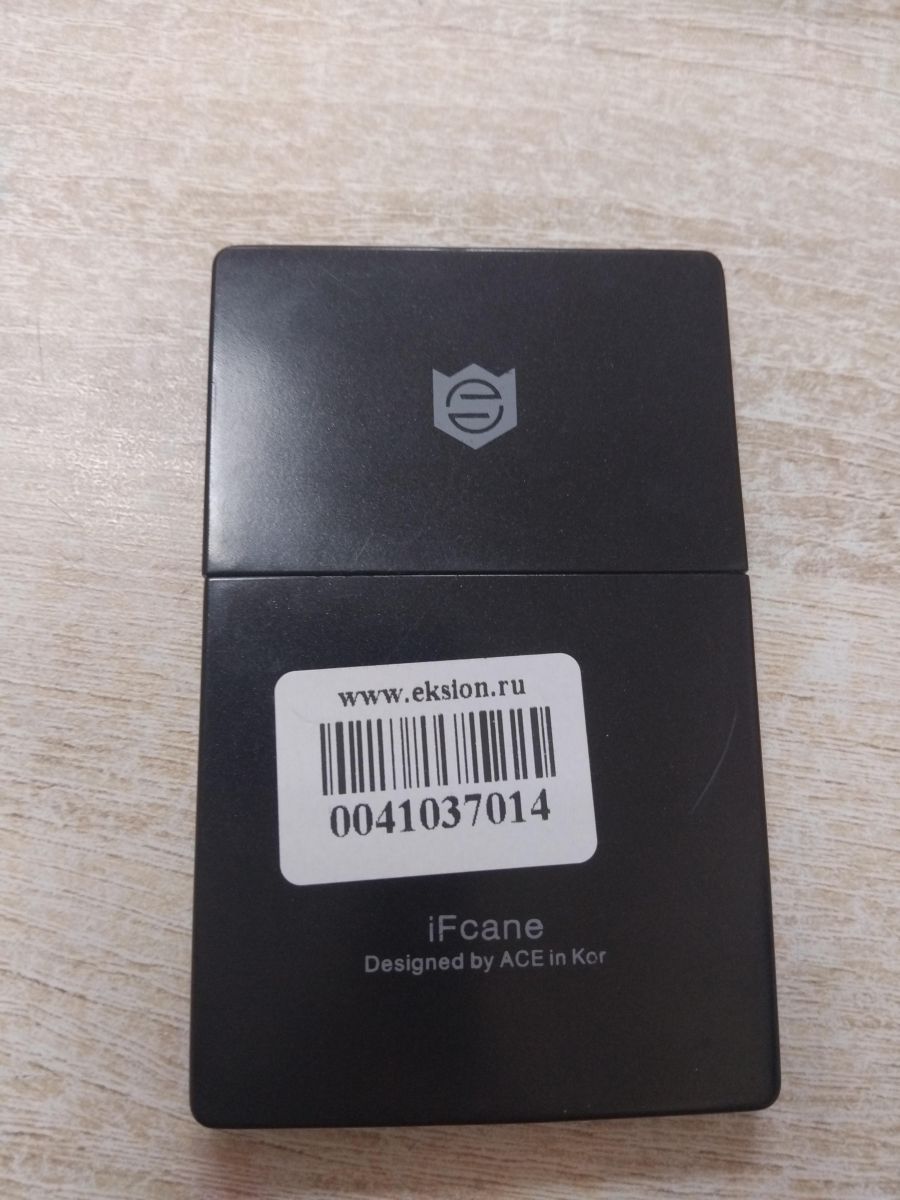 www.eksion.ru
0041037014
iFcane
Designed by ACE in Kor